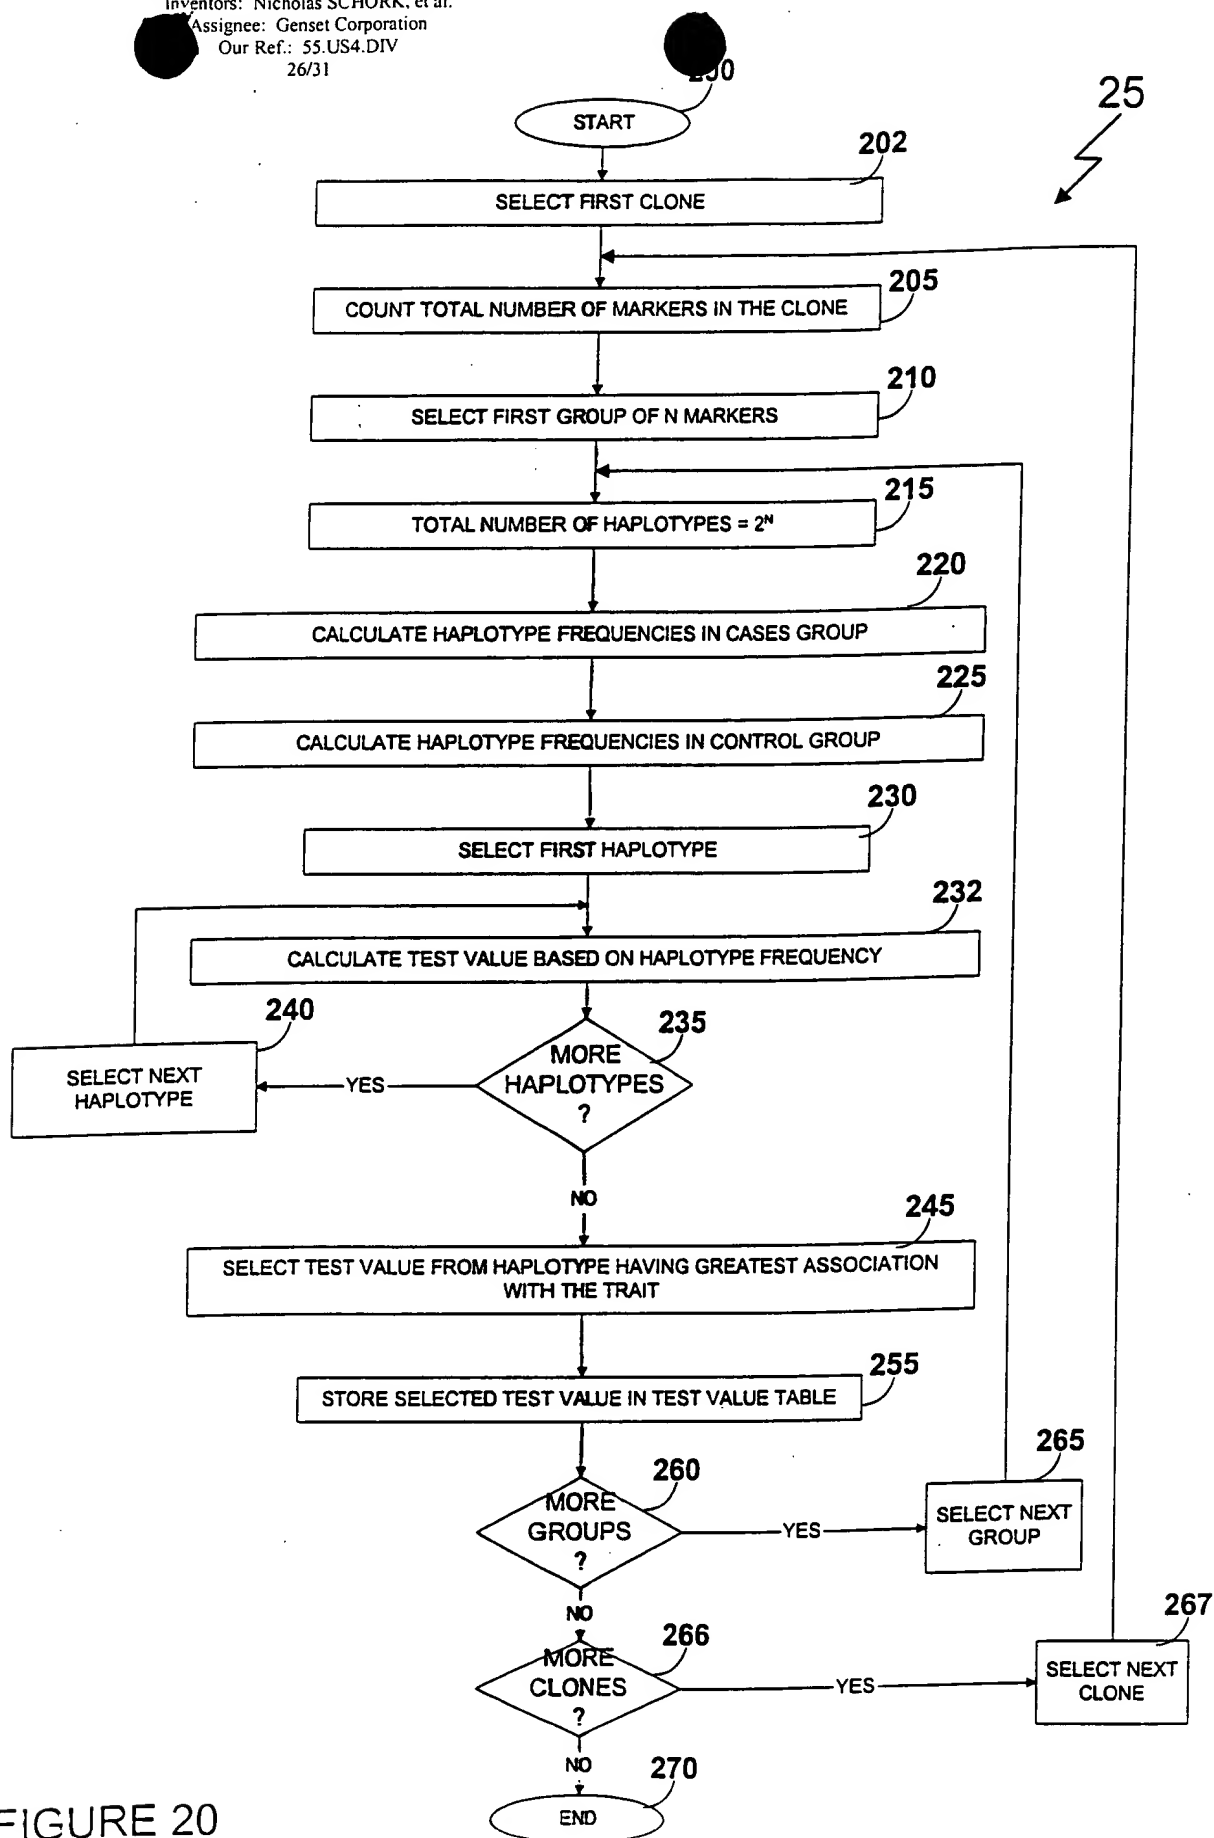 Inventors: Nicholas SCHORK, et al.
Assignee: Genset Corporation
Our Ref.: 55.US4.DIV
26/31
25
START
202
SELECT FIRST CLONE
205
COUNT TOTAL NUMBER OF MARKERS IN THE CLONE
210
SELECT FIRST GROUP OF N MARKERS
215
TOTAL NUMBER OF HAPLOTYPES = 2ᴺ
220
CALCULATE HAPLOTYPE FREQUENCIES IN CASES GROUP
225
CALCULATE HAPLOTYPE FREQUENCIES IN CONTROL GROUP
230
SELECT FIRST HAPLOTYPE
232
CALCULATE TEST VALUE BASED ON HAPLOTYPE FREQUENCY
240
SELECT NEXT
HAPLOTYPE
YES
235
MORE
HAPLOTYPES
?
NO
245
SELECT TEST VALUE FROM HAPLOTYPE HAVING GREATEST ASSOCIATION
WITH THE TRAIT
255
STORE SELECTED TEST VALUE IN TEST VALUE TABLE
260
MORE
GROUPS
?
YES
265
SELECT NEXT
GROUP
NO
266
MORE
CLONES
?
YES
267
SELECT NEXT
CLONE
NO
270
END
FIGURE 20